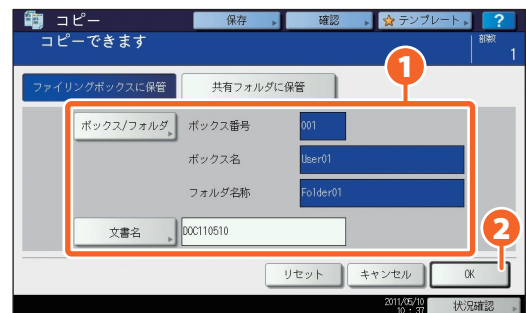 コピー 保存 確認 テンプレート ?
コピーできます 部数 1
1
ファイリングボックスに保管 共有フォルダに保管
ボックス/フォルダ ボックス番号 001
ボックス名 User01
フォルダ名称 Folder01
文書名 DOC110510
2
リセット キャンセル OK
2011/05/10
10 : 37 状況確認